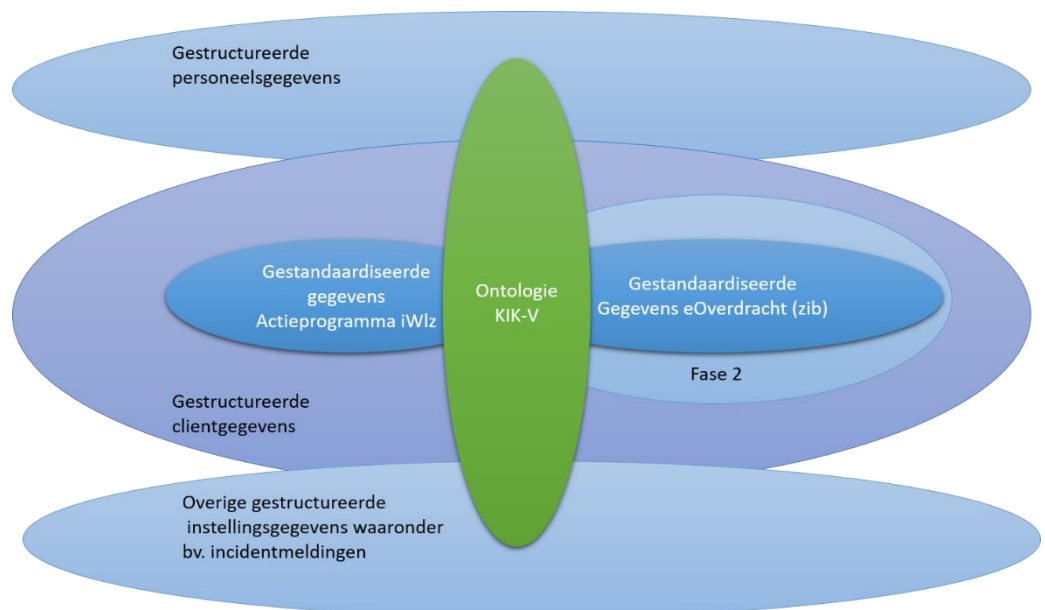 Gestructureerde
personeelsgegevens
Gestandaardiseerde
gegevens
Actieprogramma iWlz
Ontologie
KIK-V
Gestandaardiseerde
Gegevens eOverdracht (zib)
Fase 2
Gestructureerde
clientgegevens
Overige gestructureerde
instellingsgegevens waaronder
bv. incidentmeldingen